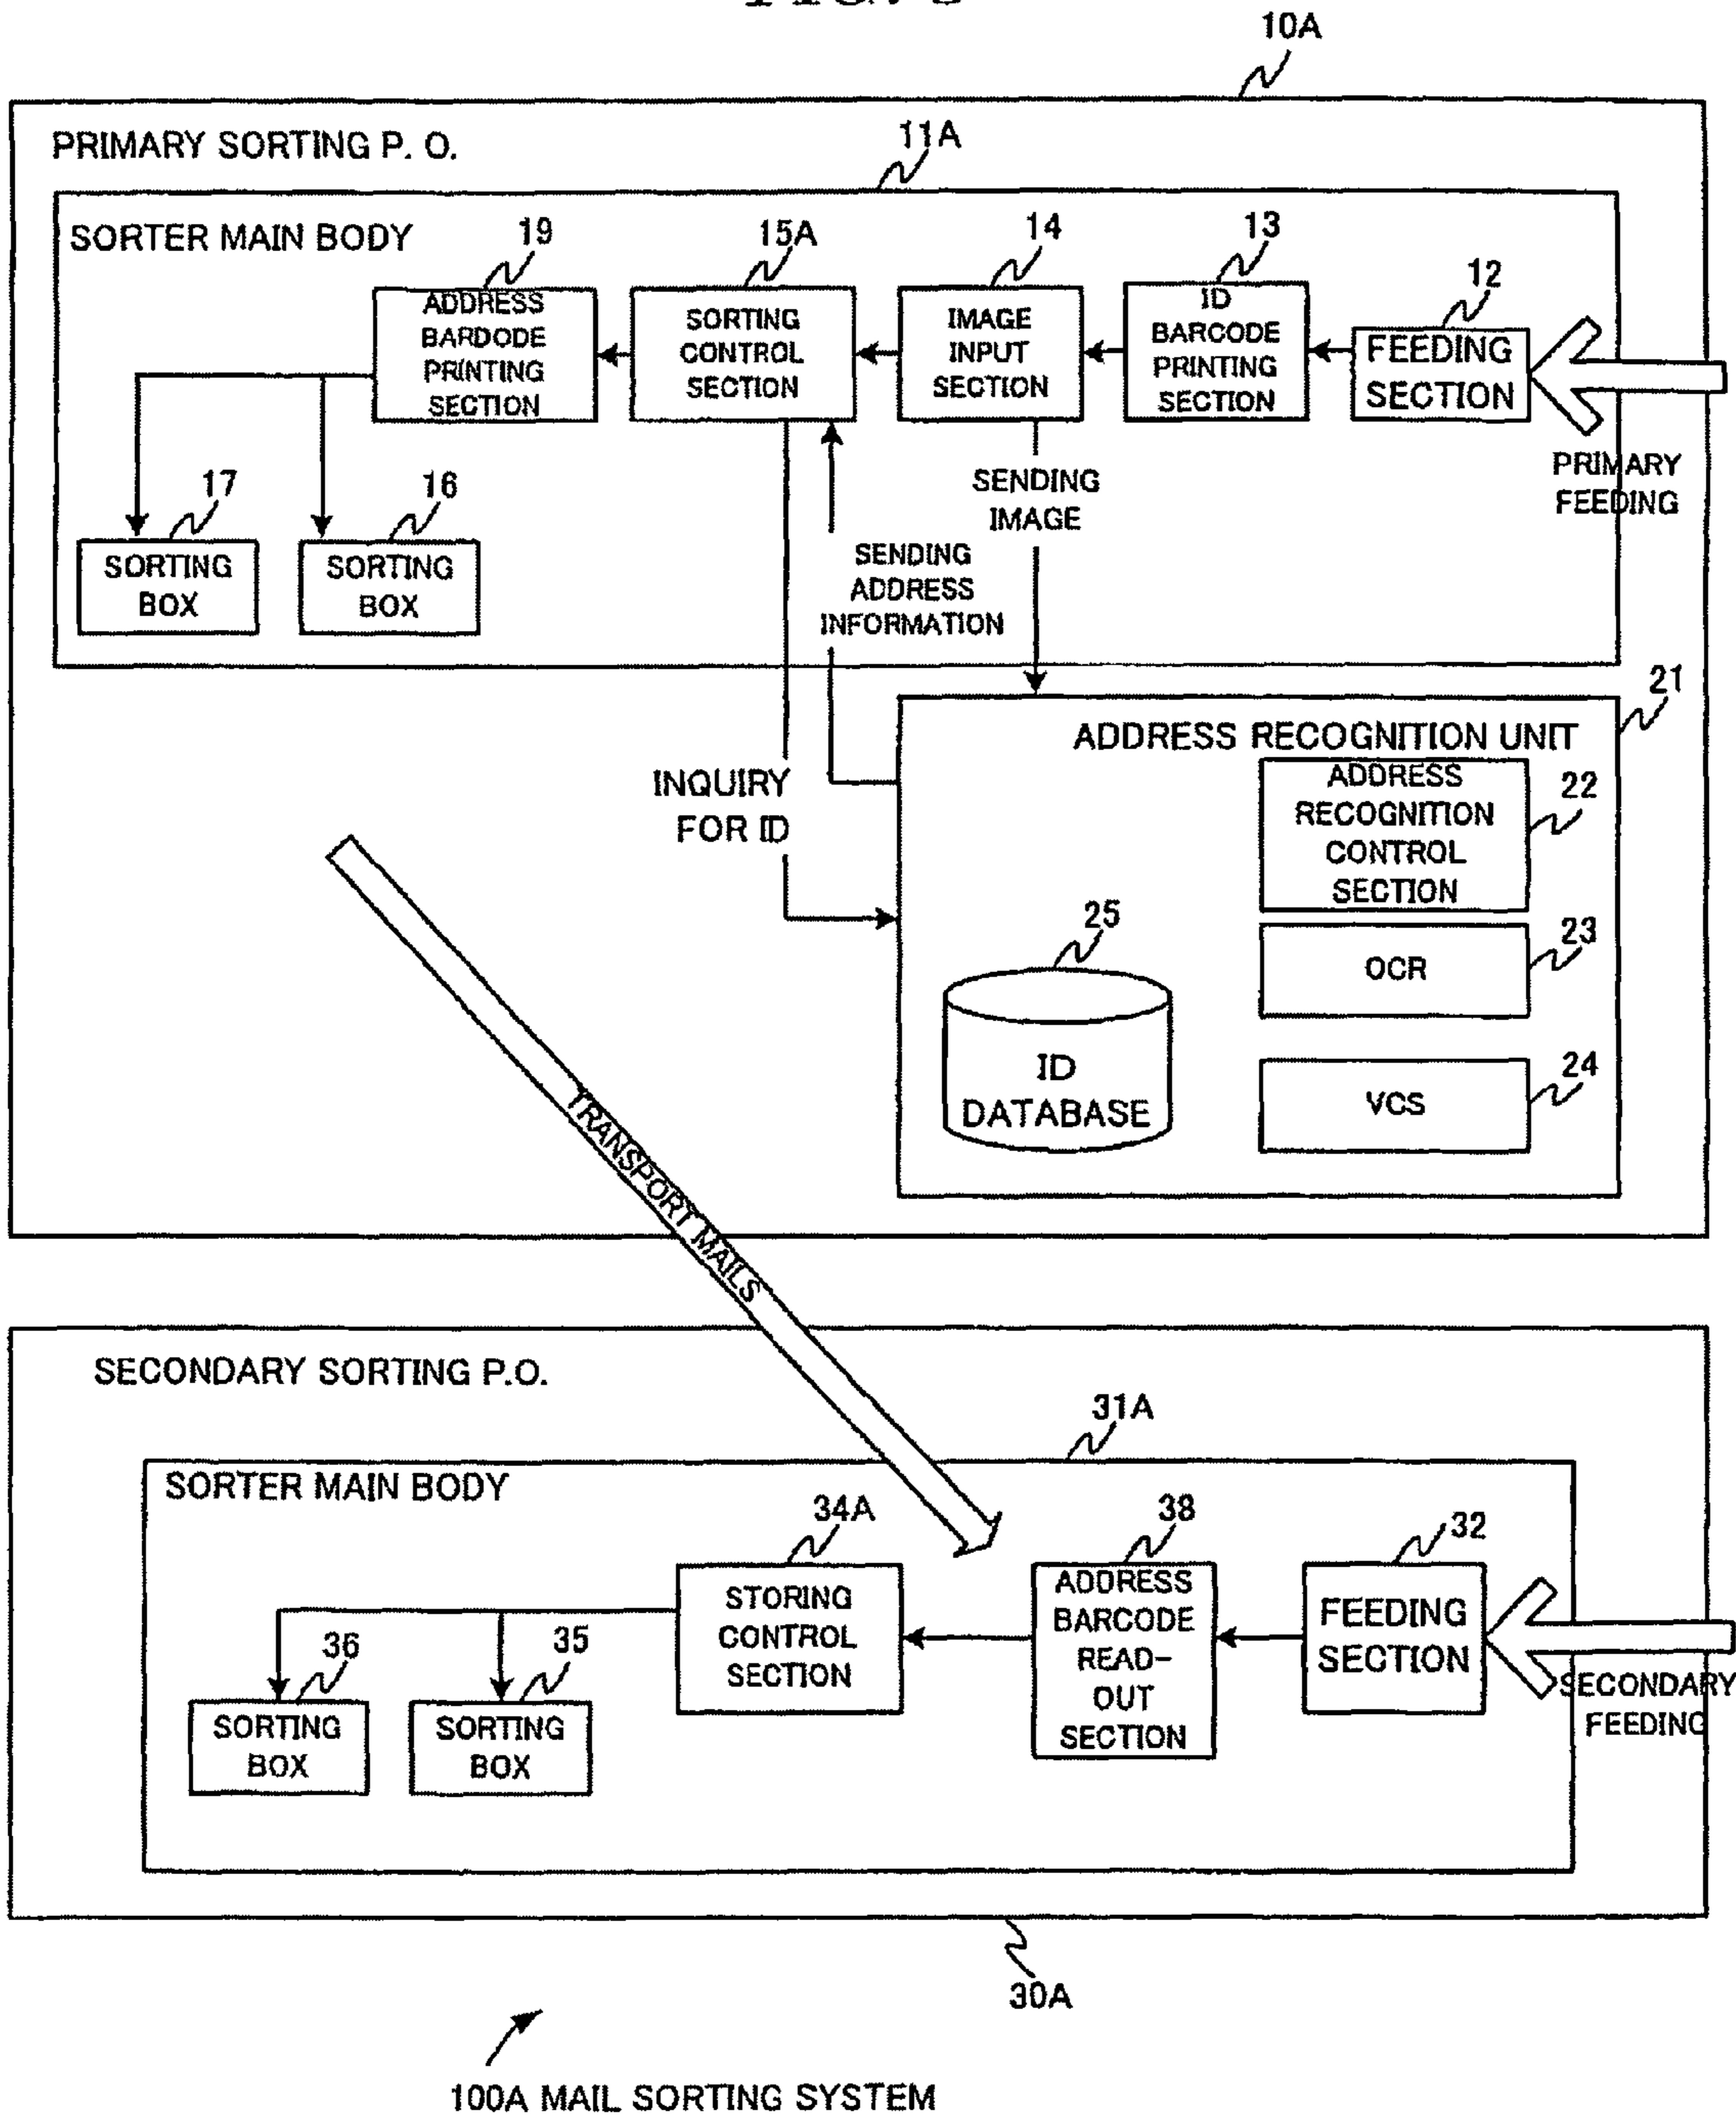 10A
PRIMARY SORTING P. O.
11A
SORTER MAIN BODY
19
15A
14
13
12
ADDRESS
BARDODE
PRINTING
SECTION
SORTING
CONTROL
SECTION
IMAGE
INPUT
SECTION
ID
BARCODE
PRINTING
SECTION
FEEDING
SECTION
PRIMARY
FEEDING
17
16
SORTING
BOX
SORTING
BOX
SENDING
IMAGE
SENDING
ADDRESS
INFORMATION
21
ADDRESS RECOGNITION UNIT
INQUIRY
FOR ID
ADDRESS
RECOGNITION
CONTROL
SECTION
22
25
OCR
23
ID
DATABASE
VCS
24
TRANSPORT MAILS
SECONDARY SORTING P.O.
31A
SORTER MAIN BODY
34A
38
32
STORING
CONTROL
SECTION
ADDRESS
BARCODE
READ-
OUT
SECTION
FEEDING
SECTION
SECONDARY
FEEDING
36
35
SORTING
BOX
SORTING
BOX
30A
100A MAIL SORTING SYSTEM